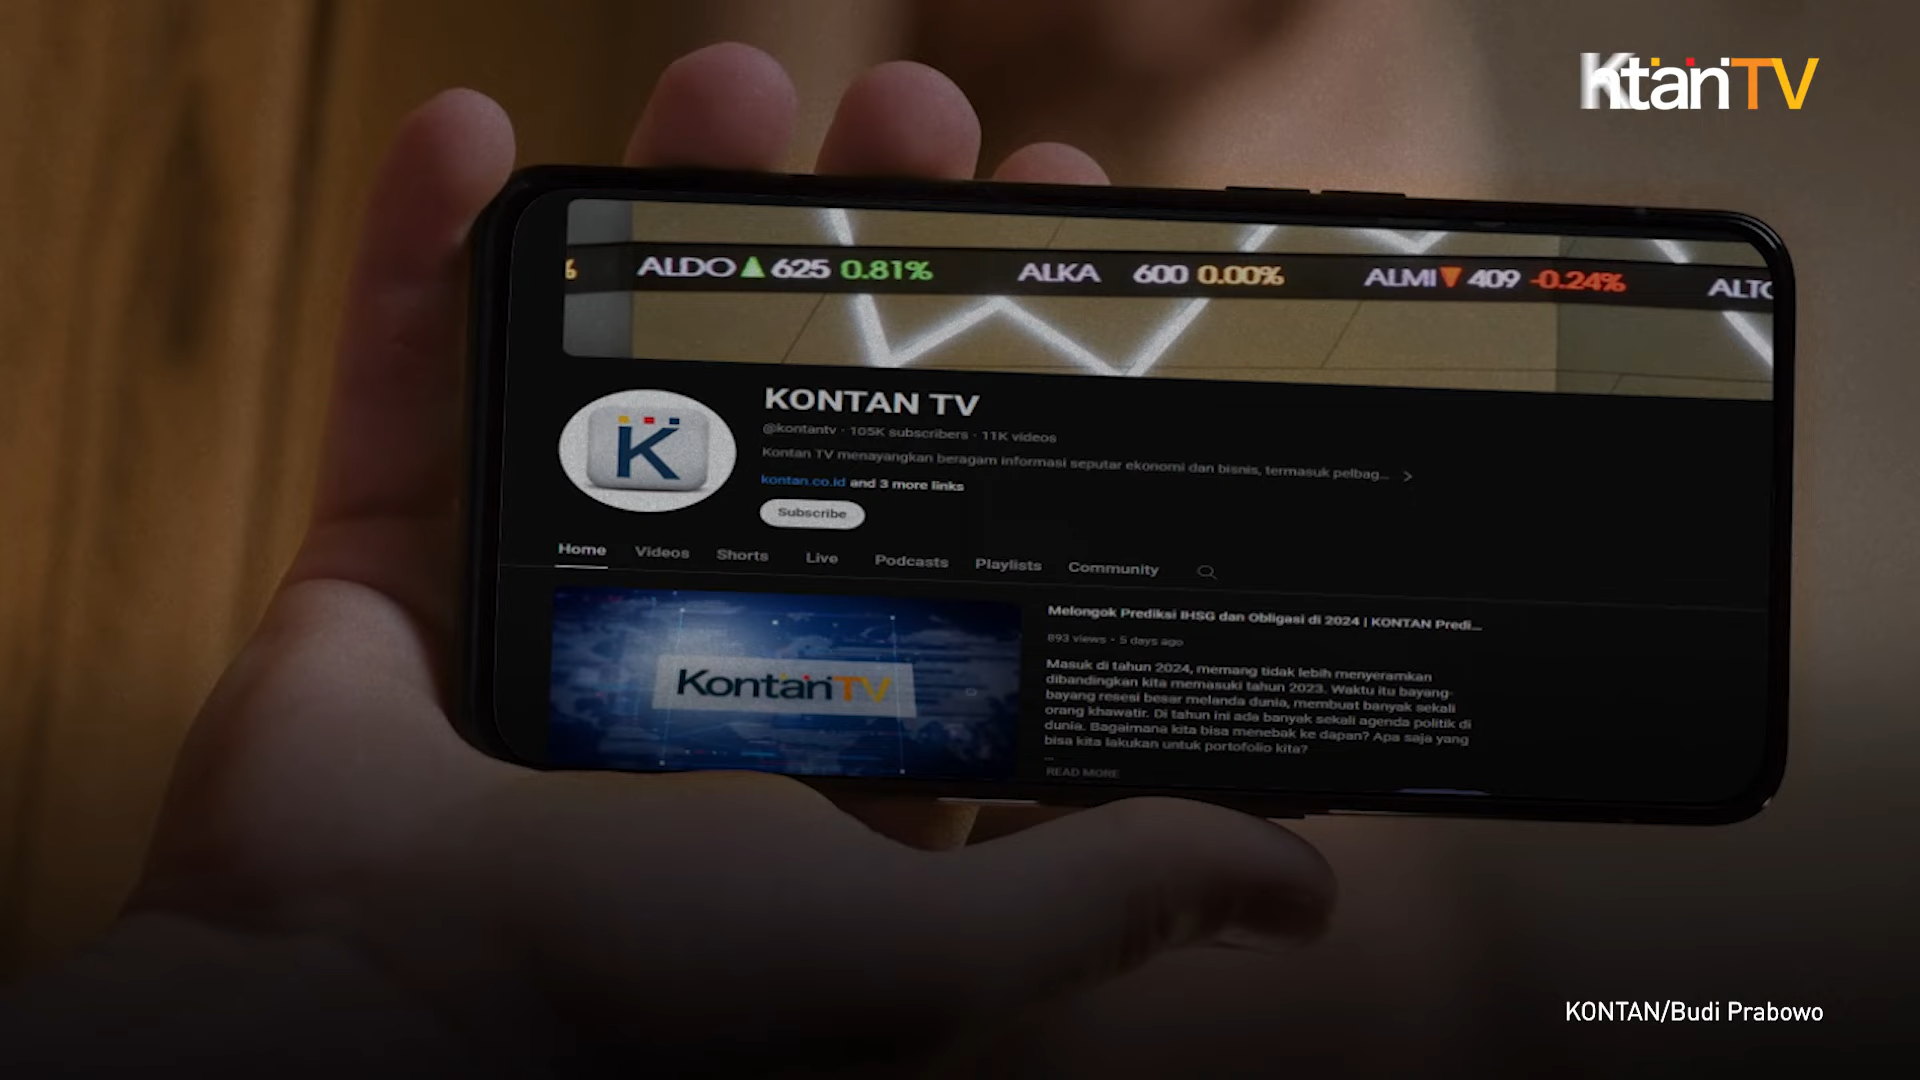 ntanTV
% ALDO ▲ 625 0.81% ALKA 600 0.00% ALMI ▼ 409 -0.24% ALTO
K
KONTAN TV
@kontantv · 105K subscribers · 11K videos
Kontan TV menayangkan beragam informasi seputar ekonomi dan bisnis, termasuk pelbag... >
kontan.co.id and 3 more links
Subscribe
Home Videos Shorts Live Podcasts Playlists Community
KontanTV
Melongok Prediksi IHSG dan Obligasi di 2024 | KONTAN Predi...
893 views · 5 days ago
Masuk di tahun 2024, memang tidak lebih menyeramkan
dibandingkan kita memasuki tahun 2023. Waktu itu bayang-
bayang resesi besar melanda dunia, membuat banyak sekali
orang khawatir. Di tahun ini ada banyak sekali agenda politik di
dunia. Bagaimana kita bisa menebak ke dapan? Apa saja yang
bisa kita lakukan untuk portofolio kita?
...
READ MORE
KONTAN/Budi Prabowo